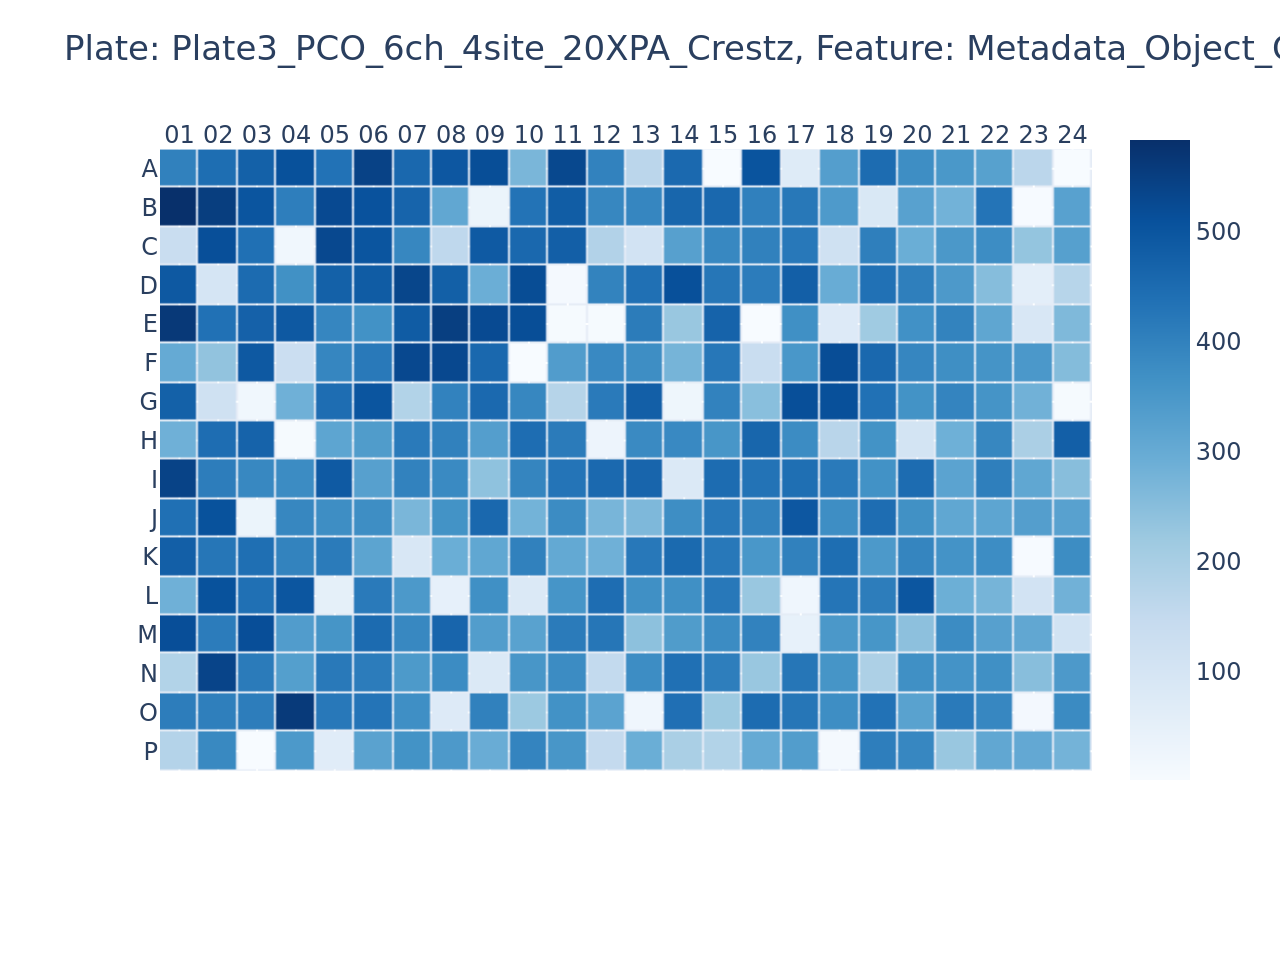 Plate: Plate3_PCO_6ch_4site_20XPA_Crestz, Feature: Metadata_Object_
01 02 03 04 05 06 07 08 09 10 11 12 13 14 15 16 17 18 19 20 21 22 23 24
A
B
C
D
E
F
G
H
I
J
K
L
M
N
O
P
500
400
300
200
100